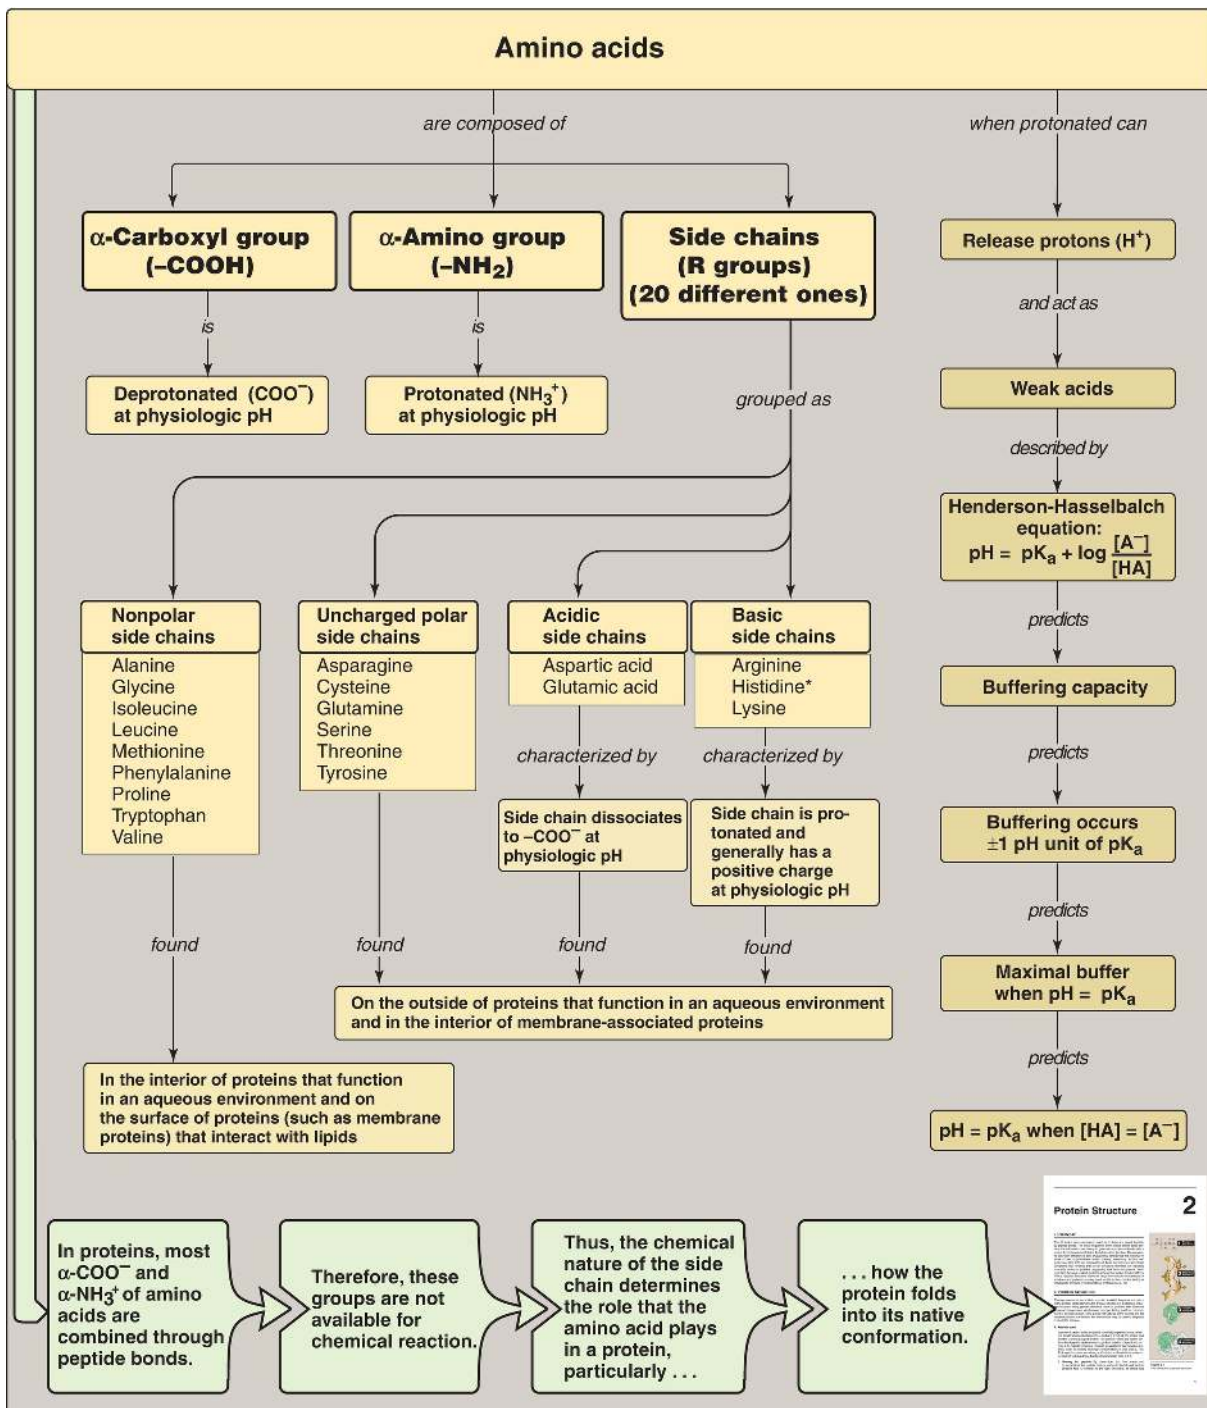 Amino acids
are composed of
when protonated can
α-Carboxyl group
(–COOH)
α-Amino group
(–NH₂)
Side chains
(R groups)
(20 different ones)
Release protons (H⁺)
is
is
and act as
Deprotonated (COO⁻)
at physiologic pH
Protonated (NH₃⁺)
at physiologic pH
grouped as
Weak acids
described by
Henderson-Hasselbalch
equation:
pH = pKₐ + log [A⁻]
[HA]
Nonpolar
side chains
Alanine
Glycine
Isoleucine
Leucine
Methionine
Phenylalanine
Proline
Tryptophan
Valine
Uncharged polar
side chains
Asparagine
Cysteine
Glutamine
Serine
Threonine
Tyrosine
Acidic
side chains
Aspartic acid
Glutamic acid
Basic
side chains
Arginine
Histidine*
Lysine
predicts
Buffering capacity
characterized by
characterized by
predicts
Side chain dissociates
to –COO⁻ at
physiologic pH
Side chain is pro-
tonated and
generally has a
positive charge
at physiologic pH
Buffering occurs
±1 pH unit of pKₐ
predicts
found
found
found
found
Maximal buffer
when pH = pKₐ
On the outside of proteins that function in an aqueous environment
and in the interior of membrane-associated proteins
predicts
In the interior of proteins that function
in an aqueous environment and on
the surface of proteins (such as membrane
proteins) that interact with lipids
pH = pKₐ when [HA] = [A⁻]
In proteins, most
α-COO⁻ and
α-NH₃⁺ of amino
acids are
combined through
peptide bonds.
Therefore, these
groups are not
available for
chemical reaction.
Thus, the chemical
nature of the side
chain determines
the role that the
amino acid plays
in a protein,
particularly . . .
. . . how the
protein folds
into its native
conformation.
Protein Structure 2